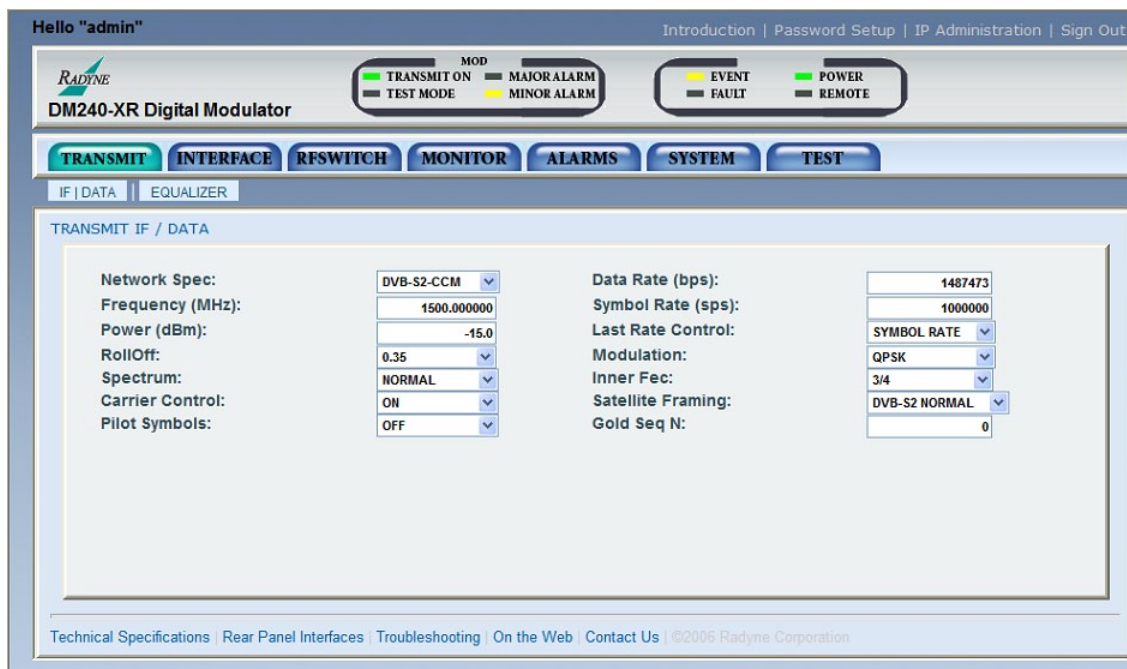 Hello "admin"
Introduction | Password Setup | IP Administration | Sign Out
RADYNE
DM240-XR Digital Modulator
MOD
TRANSMIT ON MAJOR ALARM
TEST MODE MINOR ALARM
EVENT POWER
FAULT REMOTE
TRANSMIT INTERFACE RFSWITCH MONITOR ALARMS SYSTEM TEST
IF | DATA | EQUALIZER
TRANSMIT IF / DATA
Network Spec: DVB-S2-CCM Data Rate (bps): 1487473
Frequency (MHz): 1500.000000 Symbol Rate (sps): 1000000
Power (dBm): -15.0 Last Rate Control: SYMBOL RATE
RollOff: 0.35 Modulation: QPSK
Spectrum: NORMAL Inner Fec: 3/4
Carrier Control: ON Satellite Framing: DVB-S2 NORMAL
Pilot Symbols: OFF Gold Seq N: 0
Technical Specifications | Rear Panel Interfaces | Troubleshooting | On the Web | Contact Us | ©2006 Radyne Corporation